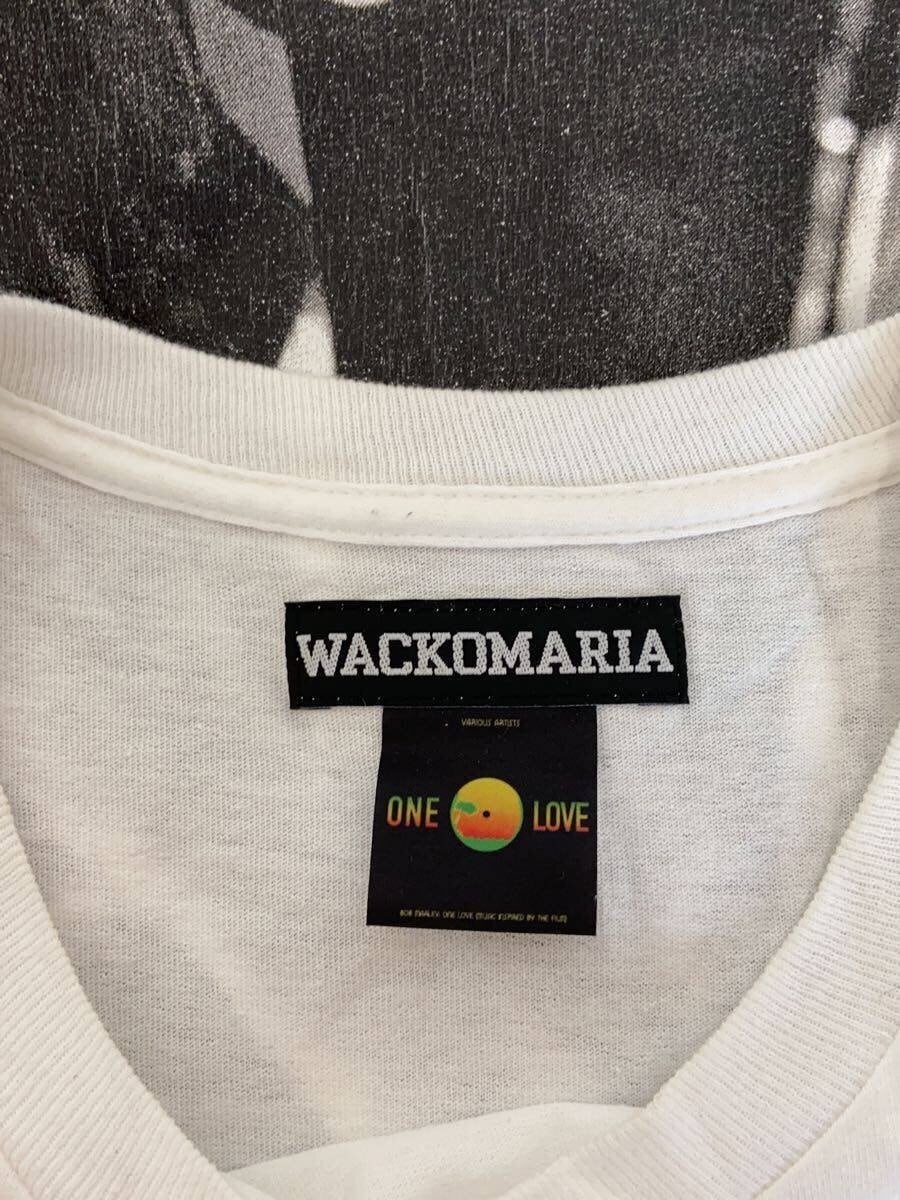 WACKOMARIA
VARIOUS ARTISTS
ONE LOVE
BOB MARLEY: ONE LOVE (MUSIC INSPIRED BY THE FILM)